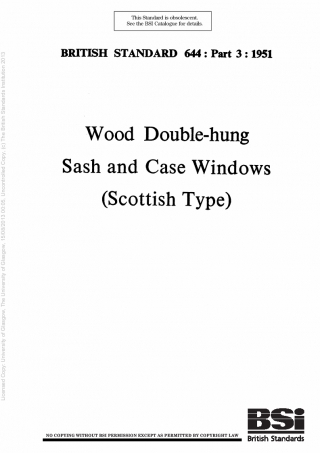 This Standard is obsolescent.
See the BSI Catalogue for details.
BRITISH STANDARD 644 : Part 3 : 1951
Wood Double-hung
Sash and Case Windows
(Scottish Type)
BSi
NO COPYING WITHOUT BSI PERMISSION EXCEPT AS PERMITTED BY COPYRIGHT LAW
British Standards